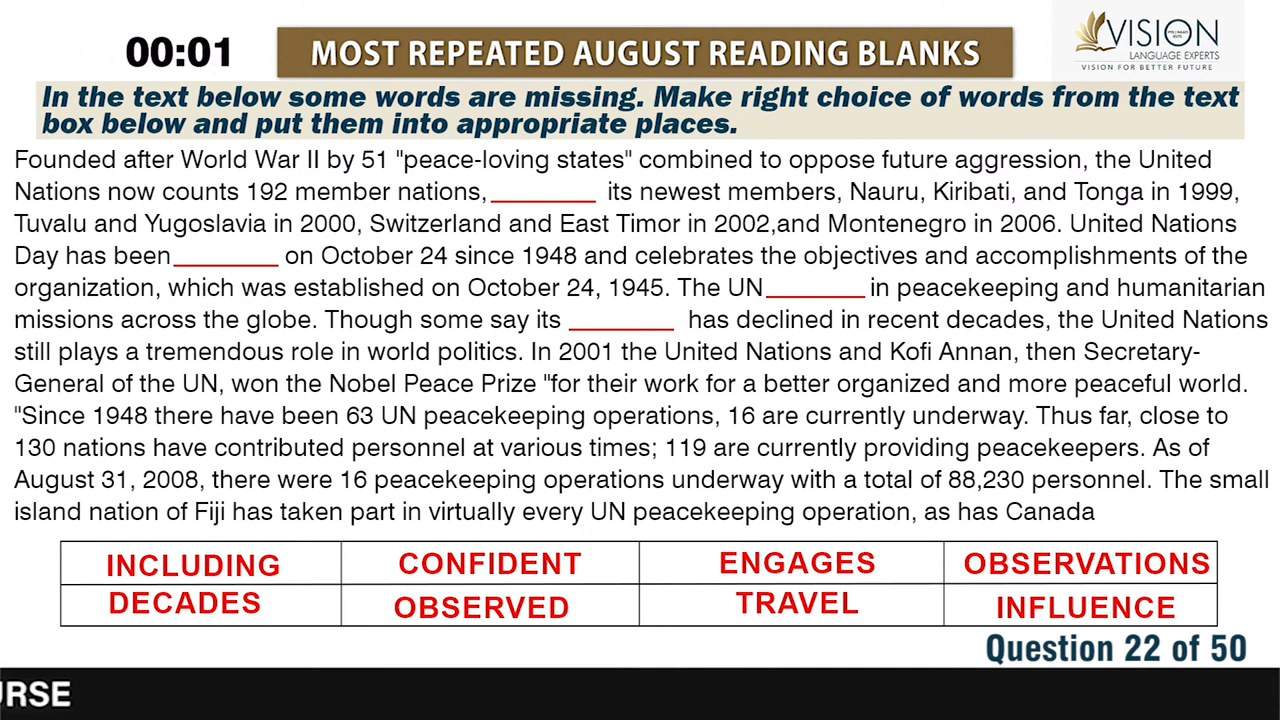 00:01
MOST REPEATED AUGUST READING BLANKS
VISION
LANGUAGE EXPERTS
VISION FOR BETTER FUTURE
In the text below some words are missing. Make right choice of words from the text
box below and put them into appropriate places.
Founded after World War II by 51 "peace-loving states" combined to oppose future aggression, the United
Nations now counts 192 member nations, ________ its newest members, Nauru, Kiribati, and Tonga in 1999,
Tuvalu and Yugoslavia in 2000, Switzerland and East Timor in 2002,and Montenegro in 2006. United Nations
Day has been ________ on October 24 since 1948 and celebrates the objectives and accomplishments of the
organization, which was established on October 24, 1945. The UN ________ in peacekeeping and humanitarian
missions across the globe. Though some say its ________ has declined in recent decades, the United Nations
still plays a tremendous role in world politics. In 2001 the United Nations and Kofi Annan, then Secretary-
General of the UN, won the Nobel Peace Prize "for their work for a better organized and more peaceful world.
"Since 1948 there have been 63 UN peacekeeping operations, 16 are currently underway. Thus far, close to
130 nations have contributed personnel at various times; 119 are currently providing peacekeepers. As of
August 31, 2008, there were 16 peacekeeping operations underway with a total of 88,230 personnel. The small
island nation of Fiji has taken part in virtually every UN peacekeeping operation, as has Canada
INCLUDING CONFIDENT ENGAGES OBSERVATIONS
DECADES OBSERVED TRAVEL INFLUENCE
Question 22 of 50
URSE